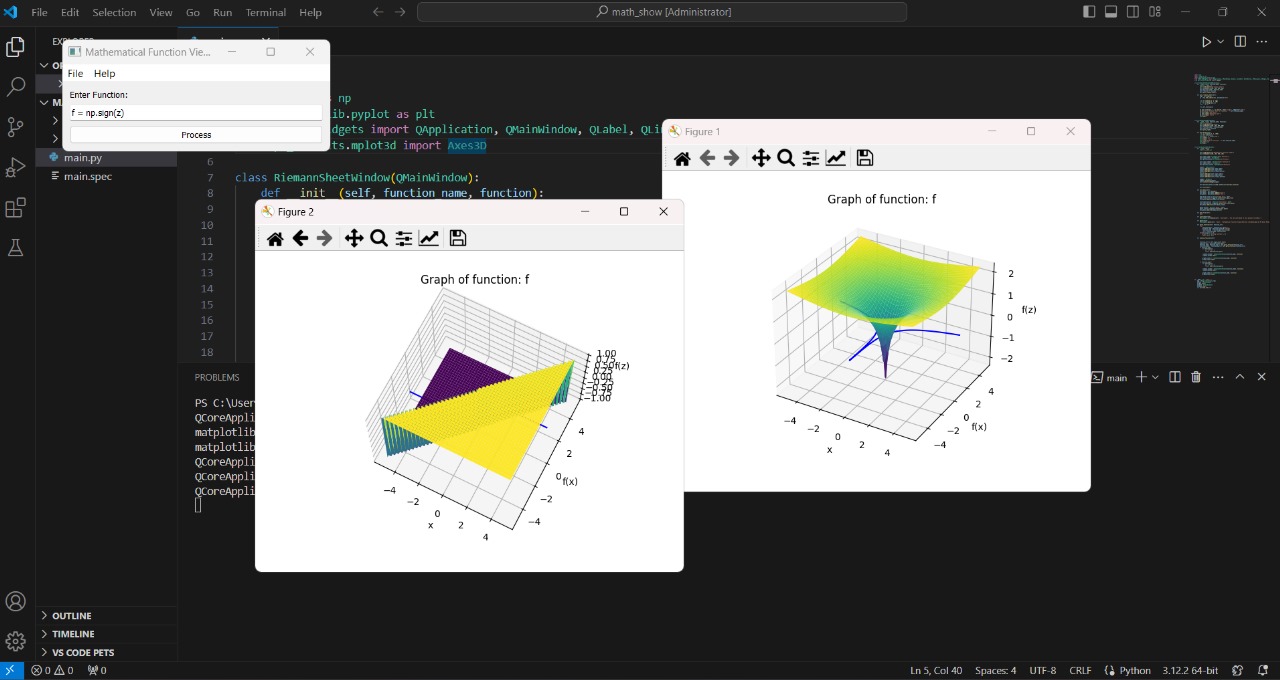 File Edit Selection View Go Run Terminal Help
math_show [Administrator]
Mathematical Function Vie...
File Help
Enter Function:
f = np.sign(z)
Process
main.py
main.spec
np
as plt
import QApplication, QMainWindow, QLabel,
ts.mplot3d import Axes3D
6
7 class RiemannSheetWindow(QMainWindow):
8 def __init__(self, function_name, function):
9
10
11
12
13
14
15
16
17
18
Figure 1
Graph of function: f
2
1
0
−1
−2
f(z)
4
2
0
−2
−4
f(x)
−4
−2
0
2
4
x
Figure 2
Graph of function: f
1.00
0.75
0.50
0.25
0.00
−0.25
−0.50
−0.75
−1.00
f(z)
4
2
0
−2
−4
f(x)
−4
−2
0
2
4
x
PROBLEMS
main
PS C:\User
QCoreAppli
matplotlib
matplotlib
QCoreAppli
QCoreAppli
QCoreAppli
OUTLINE
TIMELINE
VS CODE PETS
0 0 0
Ln 5, Col 40 Spaces: 4 UTF-8 CRLF Python 3.12.2 64-bit